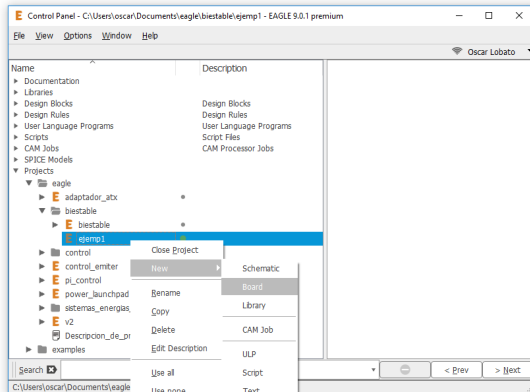 Control Panel - C:\Users\oscar\Documents\eagle\biestable\ejemp1 - EAGLE 9.0.1 premium
File View Options Window Help
Oscar Lobato
Name Description
Documentation
Libraries
Design Blocks Design Blocks
Design Rules Design Rules
User Language Programs User Language Programs
Scripts Script Files
CAM Jobs CAM Processor Jobs
SPICE Models
Projects
eagle
adaptador_atx
biestable
biestable
ejemp1
control Close Project
control_emiter New Schematic
pi_control Board
power_launchpad Rename Library
sistemas_energias_ Copy
v2 Delete CAM Job
Descripcion_de_pr Edit Description
examples ULP
Search Use all Script < Prev > Next
C:\Users\oscar\Documents\eagle Use none Text